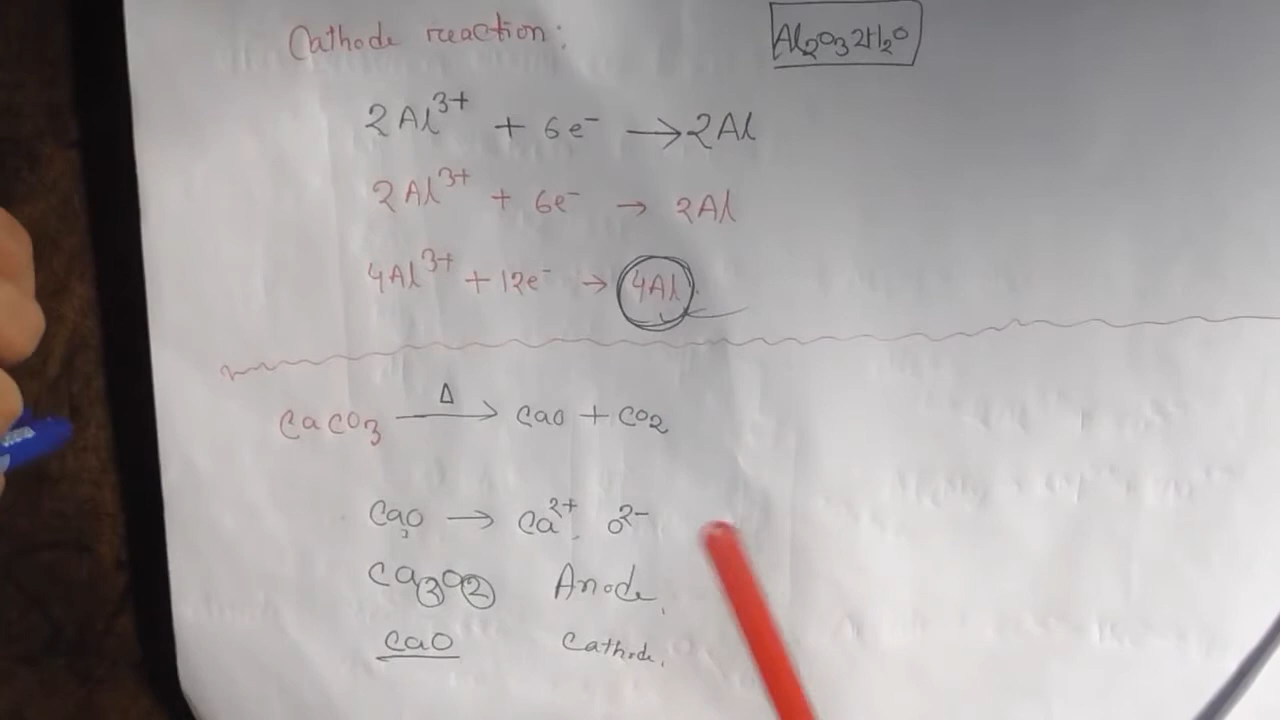 Cathode reaction:
Al₂O₃ 2H₂O
2Al³⁺ + 6e⁻ → 2Al
2Al³⁺ + 6e⁻ → 2Al
4Al³⁺ + 12e⁻ → 4Al
CaCO₃ —Δ→ CaO + CO₂
CaO → Ca²⁺, O²⁻
Ca₂O₂ Anode,
CaO Cathode,